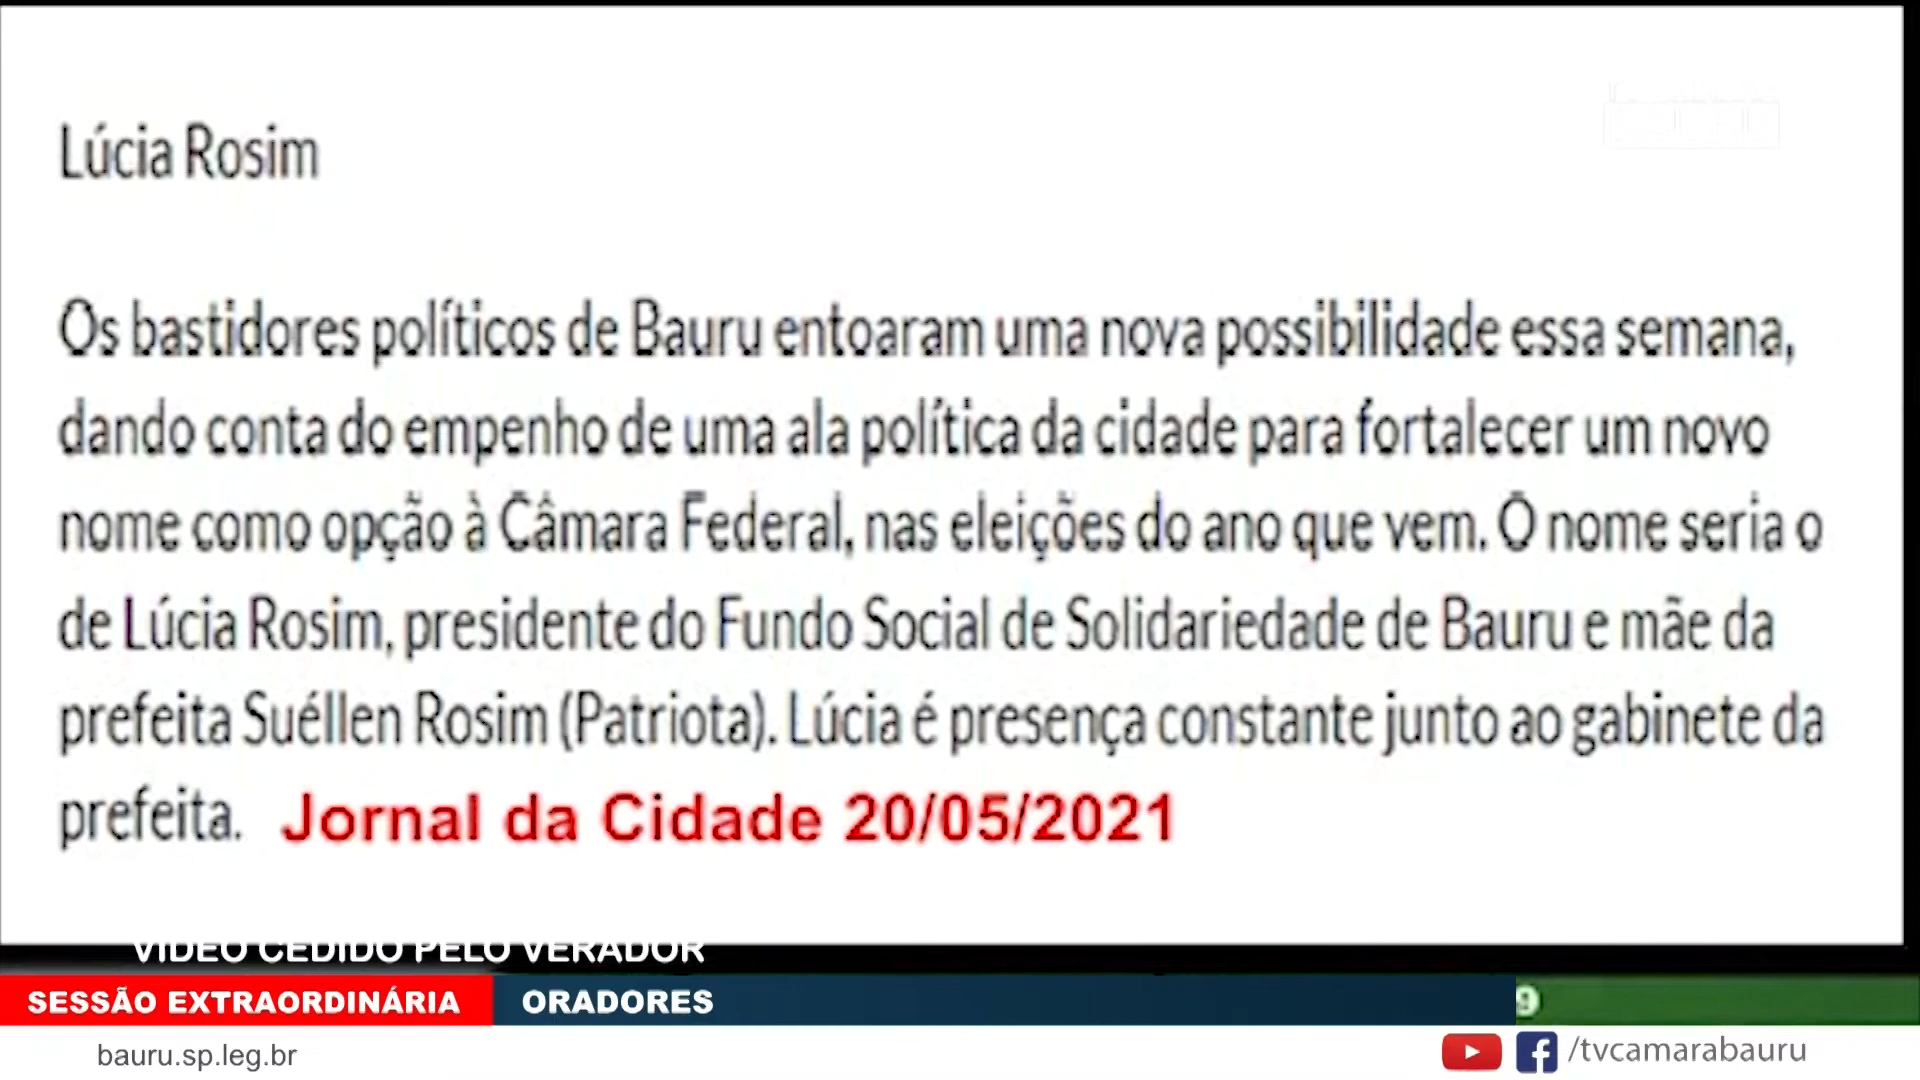 Lúcia Rosim
Os bastidores políticos de Bauru entoaram uma nova possibilidade essa semana,
dando conta do empenho de uma ala política da cidade para fortalecer um novo
nome como opção à Câmara Federal, nas eleições do ano que vem. O nome seria o
de Lúcia Rosim, presidente do Fundo Social de Solidariedade de Bauru e mãe da
prefeita Suéllen Rosim (Patriota). Lúcia é presença constante junto ao gabinete da
prefeita. Jornal da Cidade 20/05/2021
VIDEO CEDIDO PELO VERADOR
SESSÃO EXTRAORDINÁRIA ORADORES
bauru.sp.leg.br /tvcamarabauru